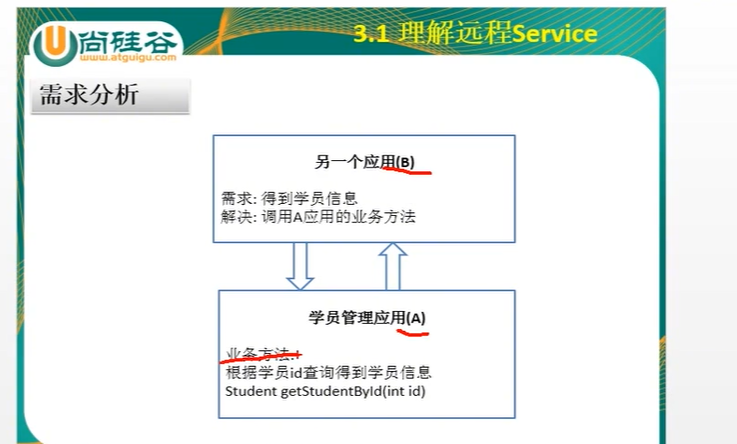 尚硅谷
www.atguigu.com
3.1 理解远程Service
需求分析
另一个应用(B)
需求: 得到学员信息
解决: 调用A应用的业务方法
学员管理应用(A)
业务方法:
根据学员id查询得到学员信息
Student getStudentById(int id)